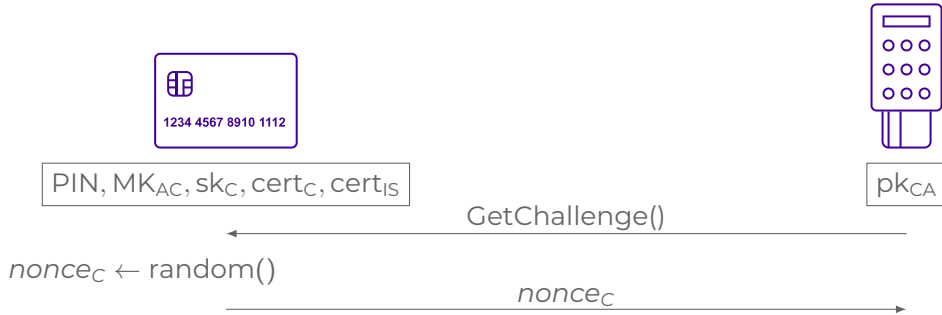 1234 4567 8910 1112
PIN, MK_AC, sk_C, cert_C, cert_IS
pk_CA
GetChallenge()
nonce_C ← random()
nonce_C